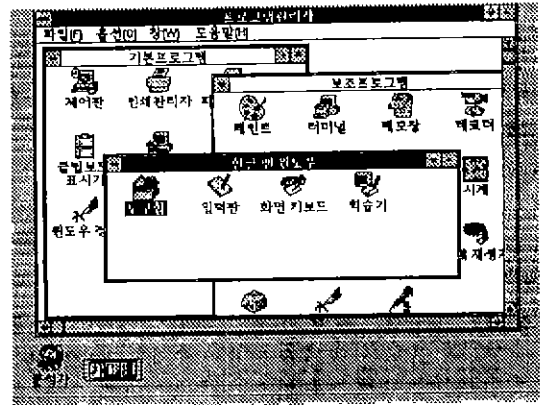 프로그램관리자
파일(F) 옵션(O) 창(W) 도움말(H)
기본프로그램
보조프로그램
제어판 인쇄관리자
페인트 터미널 메모장
클립보드
표시기
한글 엠 윈도우
입력판 화면 키보드 학습기
시계
윈도우
재생기